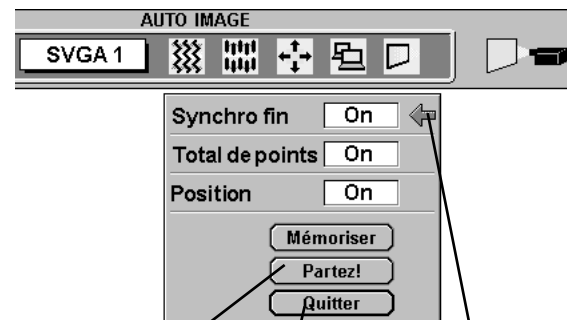 AUTO IMAGE
SVGA 1
Synchro fin On
Total de points On
Position On
Mémoriser
Partez!
Quitter